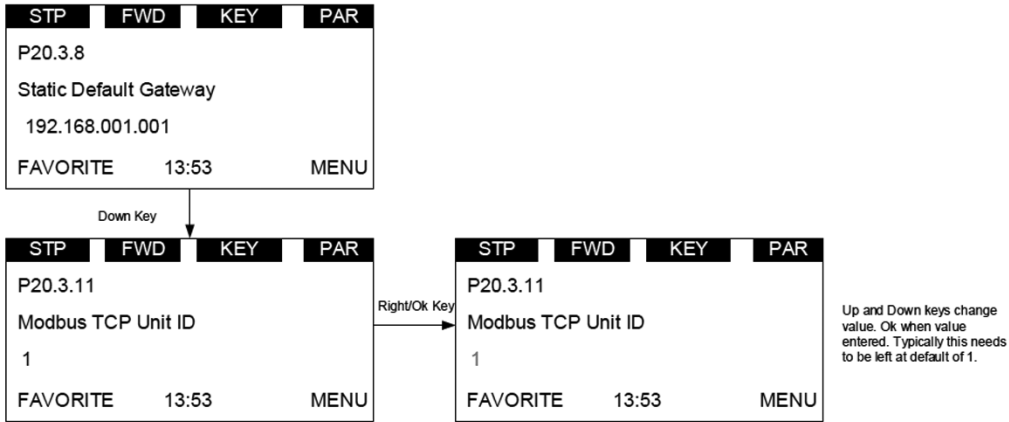 STP FWD KEY PAR
P20.3.8
Static Default Gateway
192.168.001.001
FAVORITE 13:53 MENU
Down Key
STP FWD KEY PAR
P20.3.11
Modbus TCP Unit ID
1
FAVORITE 13:53 MENU
Right/Ok Key
STP FWD KEY PAR
P20.3.11
Modbus TCP Unit ID
1
FAVORITE 13:53 MENU
Up and Down keys change
value. Ok when value
entered. Typically this needs
to be left at default of 1.